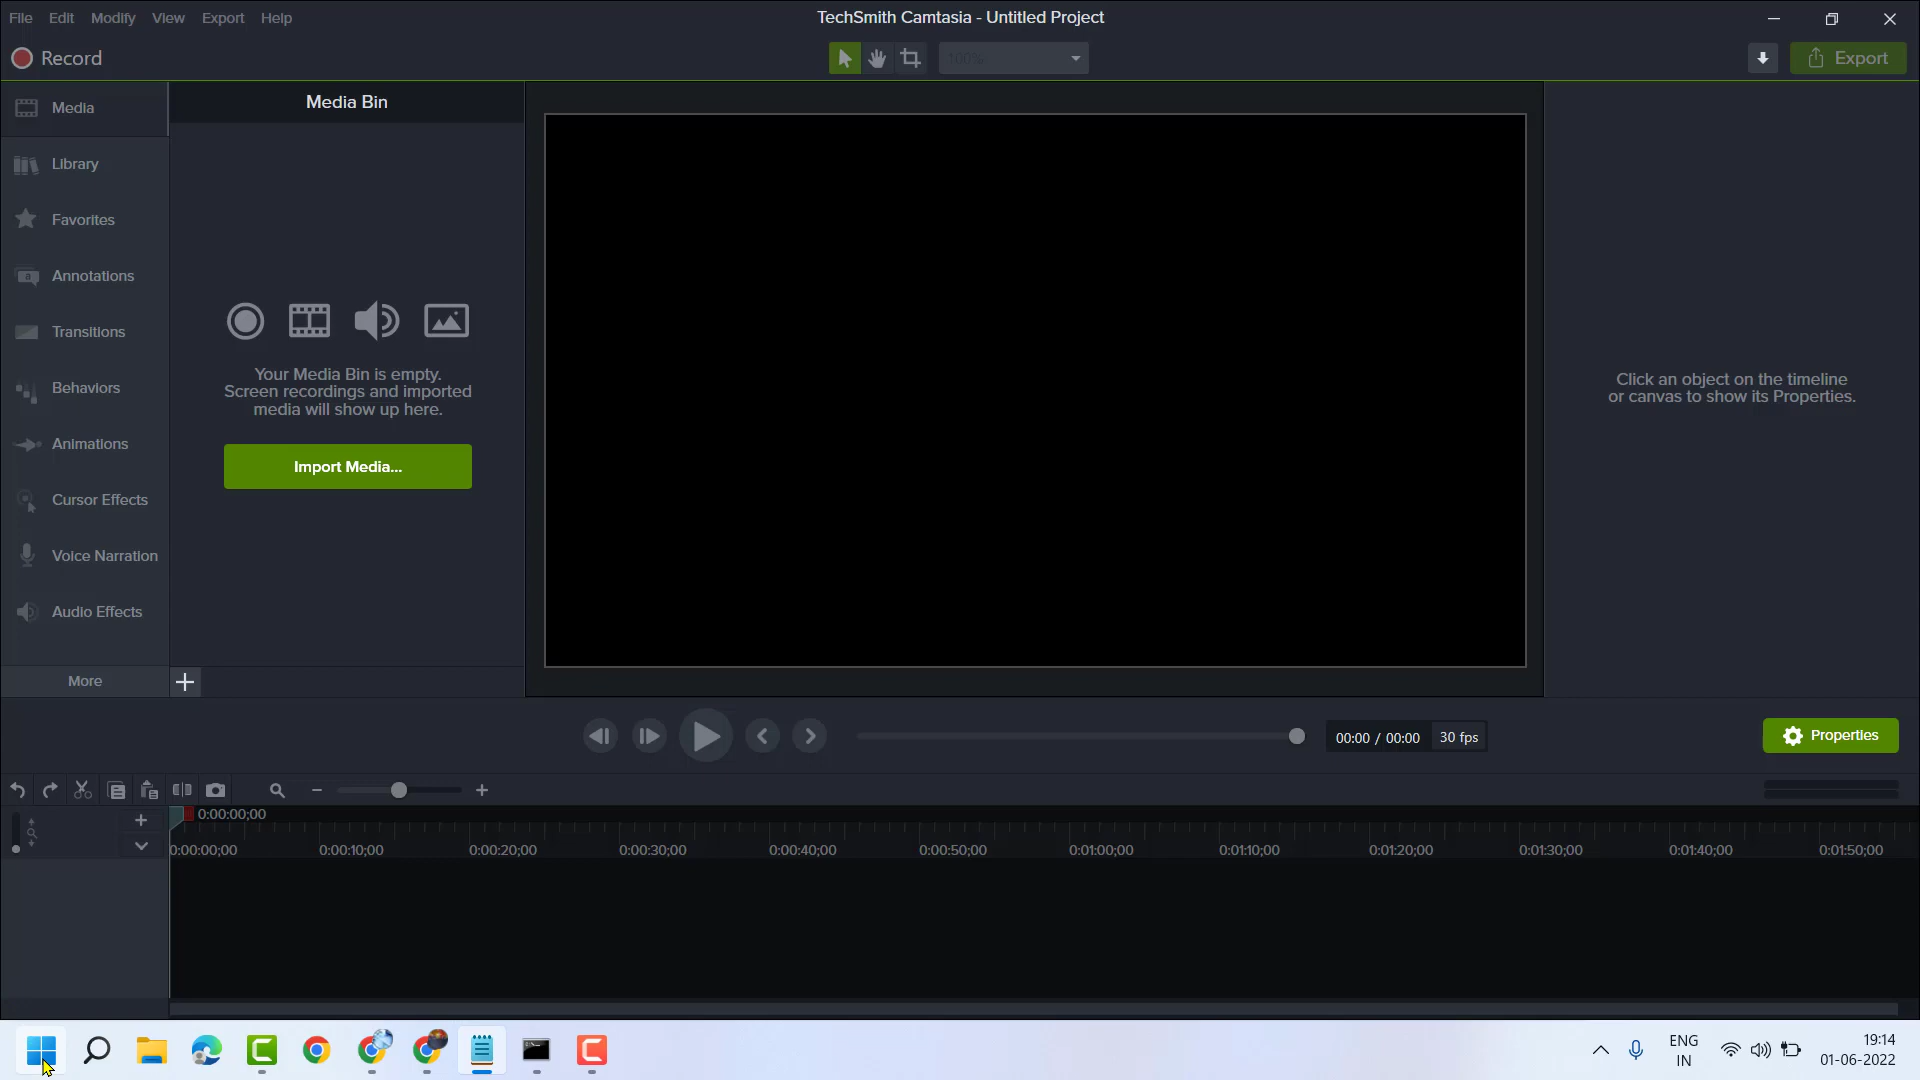 File Edit Modify View Export Help
TechSmith Camtasia - Untitled Project
Record
100%
Export
Media
Library
Favorites
Annotations
Transitions
Behaviors
Animations
Cursor Effects
Voice Narration
Audio Effects
More
Media Bin
Your Media Bin is empty.
Screen recordings and imported
media will show up here.
Import Media...
Click an object on the timeline
or canvas to show its Properties.
00:00 / 00:00
30 fps
Properties
0:00:00;00
0:00:00;00 0:00:10;00 0:00:20;00 0:00:30;00 0:00:40;00 0:00:50;00 0:01:00;00 0:01:10;00 0:01:20;00 0:01:30;00 0:01:40;00 0:01:50;00
ENG
IN
19:14
01-06-2022